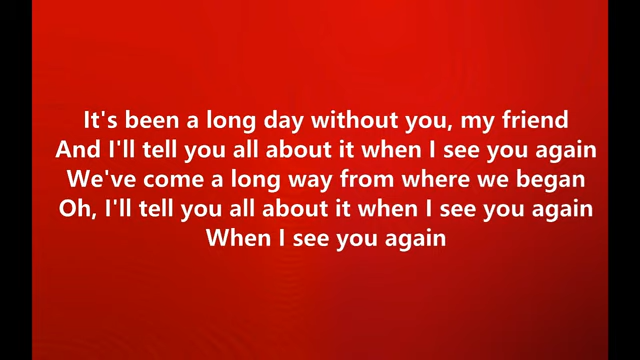 It's been a long day without you, my friend
And I'll tell you all about it when I see you again
We've come a long way from where we began
Oh, I'll tell you all about it when I see you again
When I see you again